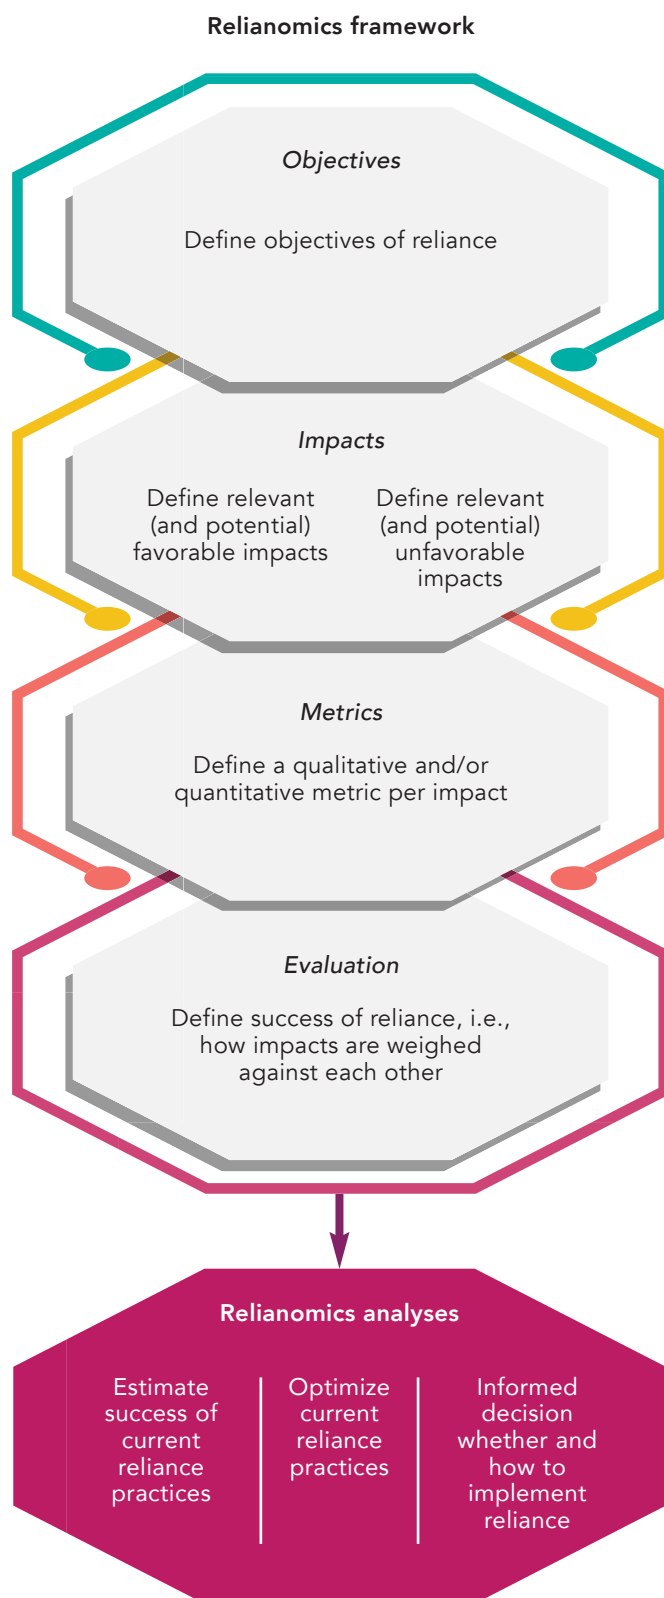 Relianomics framework
Objectives
Define objectives of reliance
Impacts
Define relevant
(and potential)
favorable impacts
Define relevant
(and potential)
unfavorable
impacts
Metrics
Define a qualitative and/or
quantitative metric per impact
Evaluation
Define success of reliance, i.e.,
how impacts are weighed
against each other
Relianomics analyses
Estimate
success of
current
reliance
practices
Optimize
current
reliance
practices
Informed
decision
whether and
how to
implement
reliance